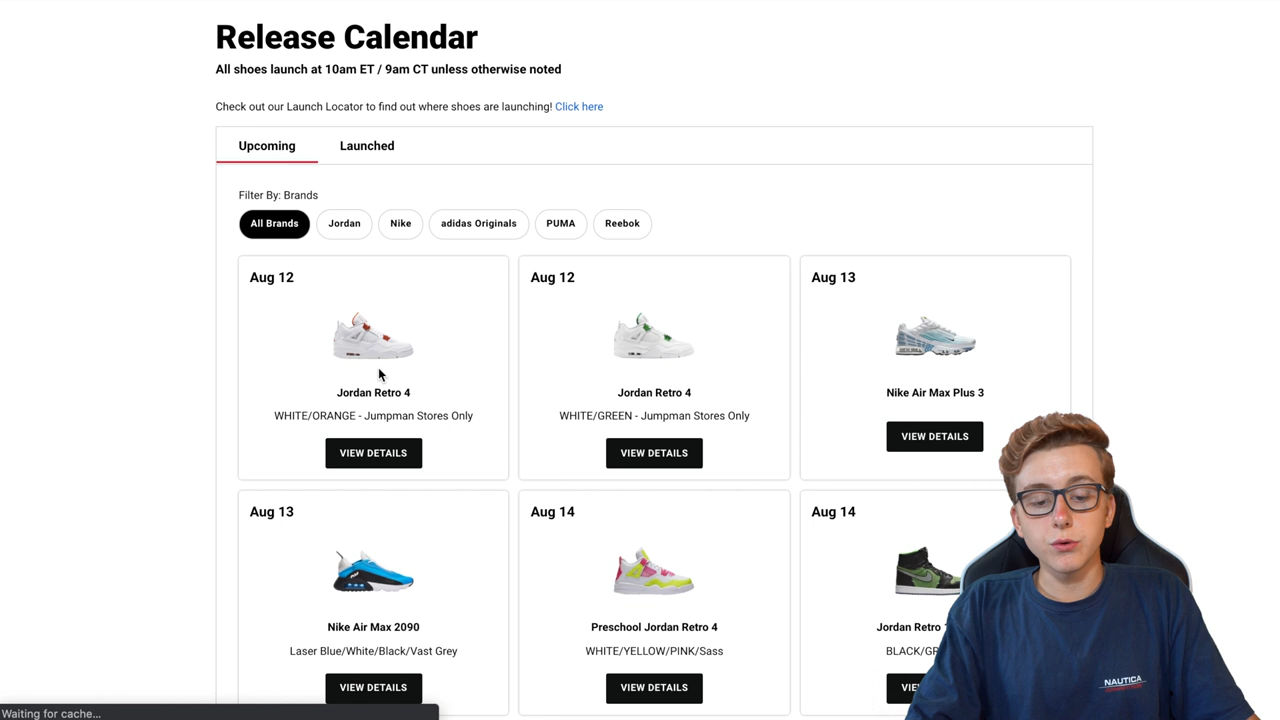 Release Calendar
All shoes launch at 10am ET / 9am CT unless otherwise noted
Check out our Launch Locator to find out where shoes are launching! Click here
Upcoming
Launched
Filter By: Brands
All Brands
Jordan
Nike
adidas Originals
PUMA
Reebok
Aug 12
Jordan Retro 4
WHITE/ORANGE - Jumpman Stores Only
VIEW DETAILS
Aug 12
Jordan Retro 4
WHITE/GREEN - Jumpman Stores Only
VIEW DETAILS
Aug 13
Nike Air Max Plus 3
VIEW DETAILS
Aug 13
Nike Air Max 2090
Laser Blue/White/Black/Vast Grey
VIEW DETAILS
Aug 14
Preschool Jordan Retro 4
WHITE/YELLOW/PINK/Sass
VIEW DETAILS
Aug 14
Jordan Retro
NAUTICA
Waiting for cache...